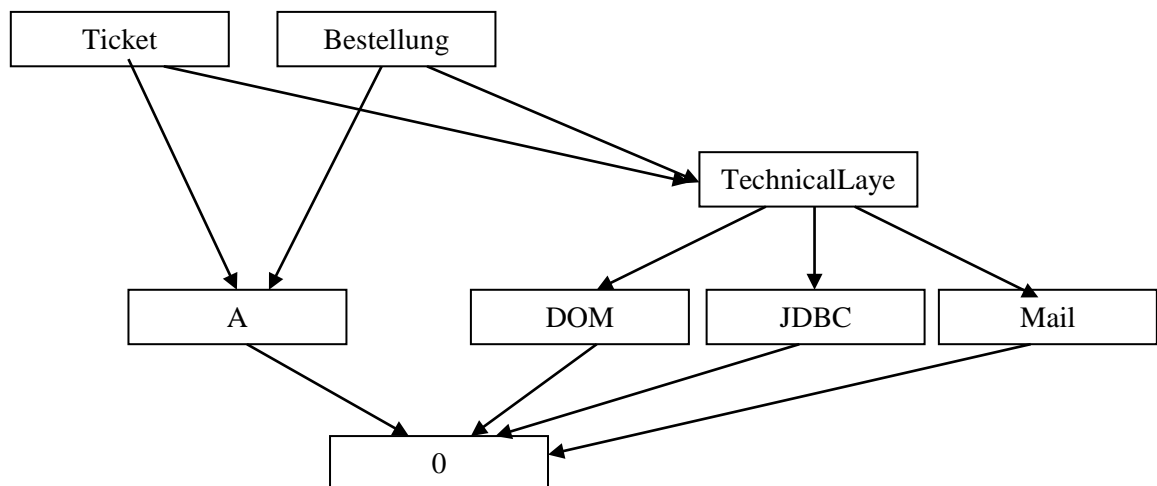 Ticket
Bestellung
TechnicalLaye
A
DOM
JDBC
Mail
0